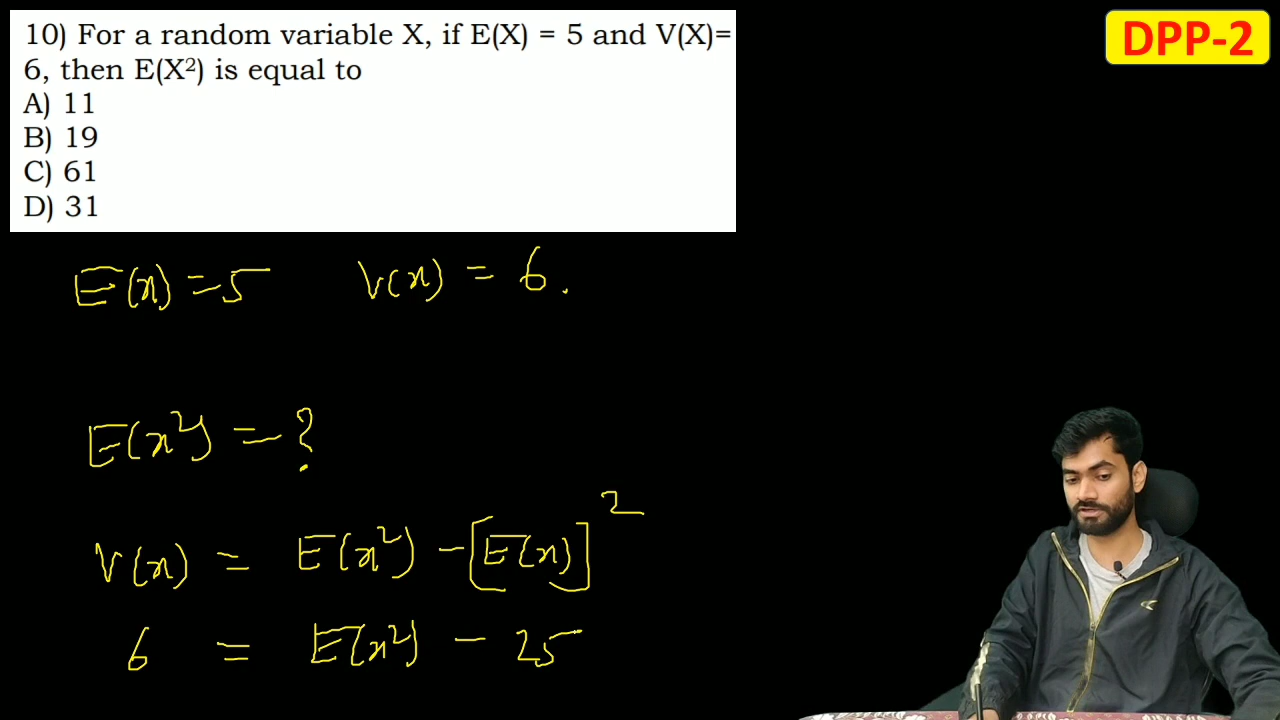 10) For a random variable X, if E(X) = 5 and V(X)=
6, then E(X²) is equal to
A) 11
B) 19
C) 61
D) 31
DPP-2
E(x) = 5 V(x) = 6.
E(x²) = ?
V(x) = E(x²) - [E(x)]²
6 = E(x²) - 25